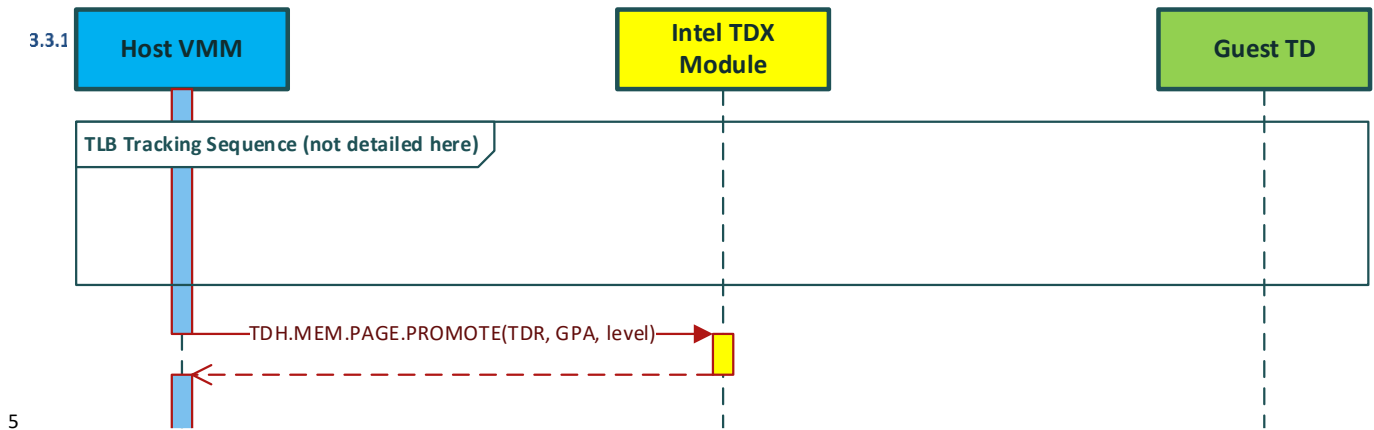 3.3.1
Host VMM
Intel TDX
Module
Guest TD
TLB Tracking Sequence (not detailed here)
TDH.MEM.PAGE.PROMOTE(TDR, GPA, level)
5